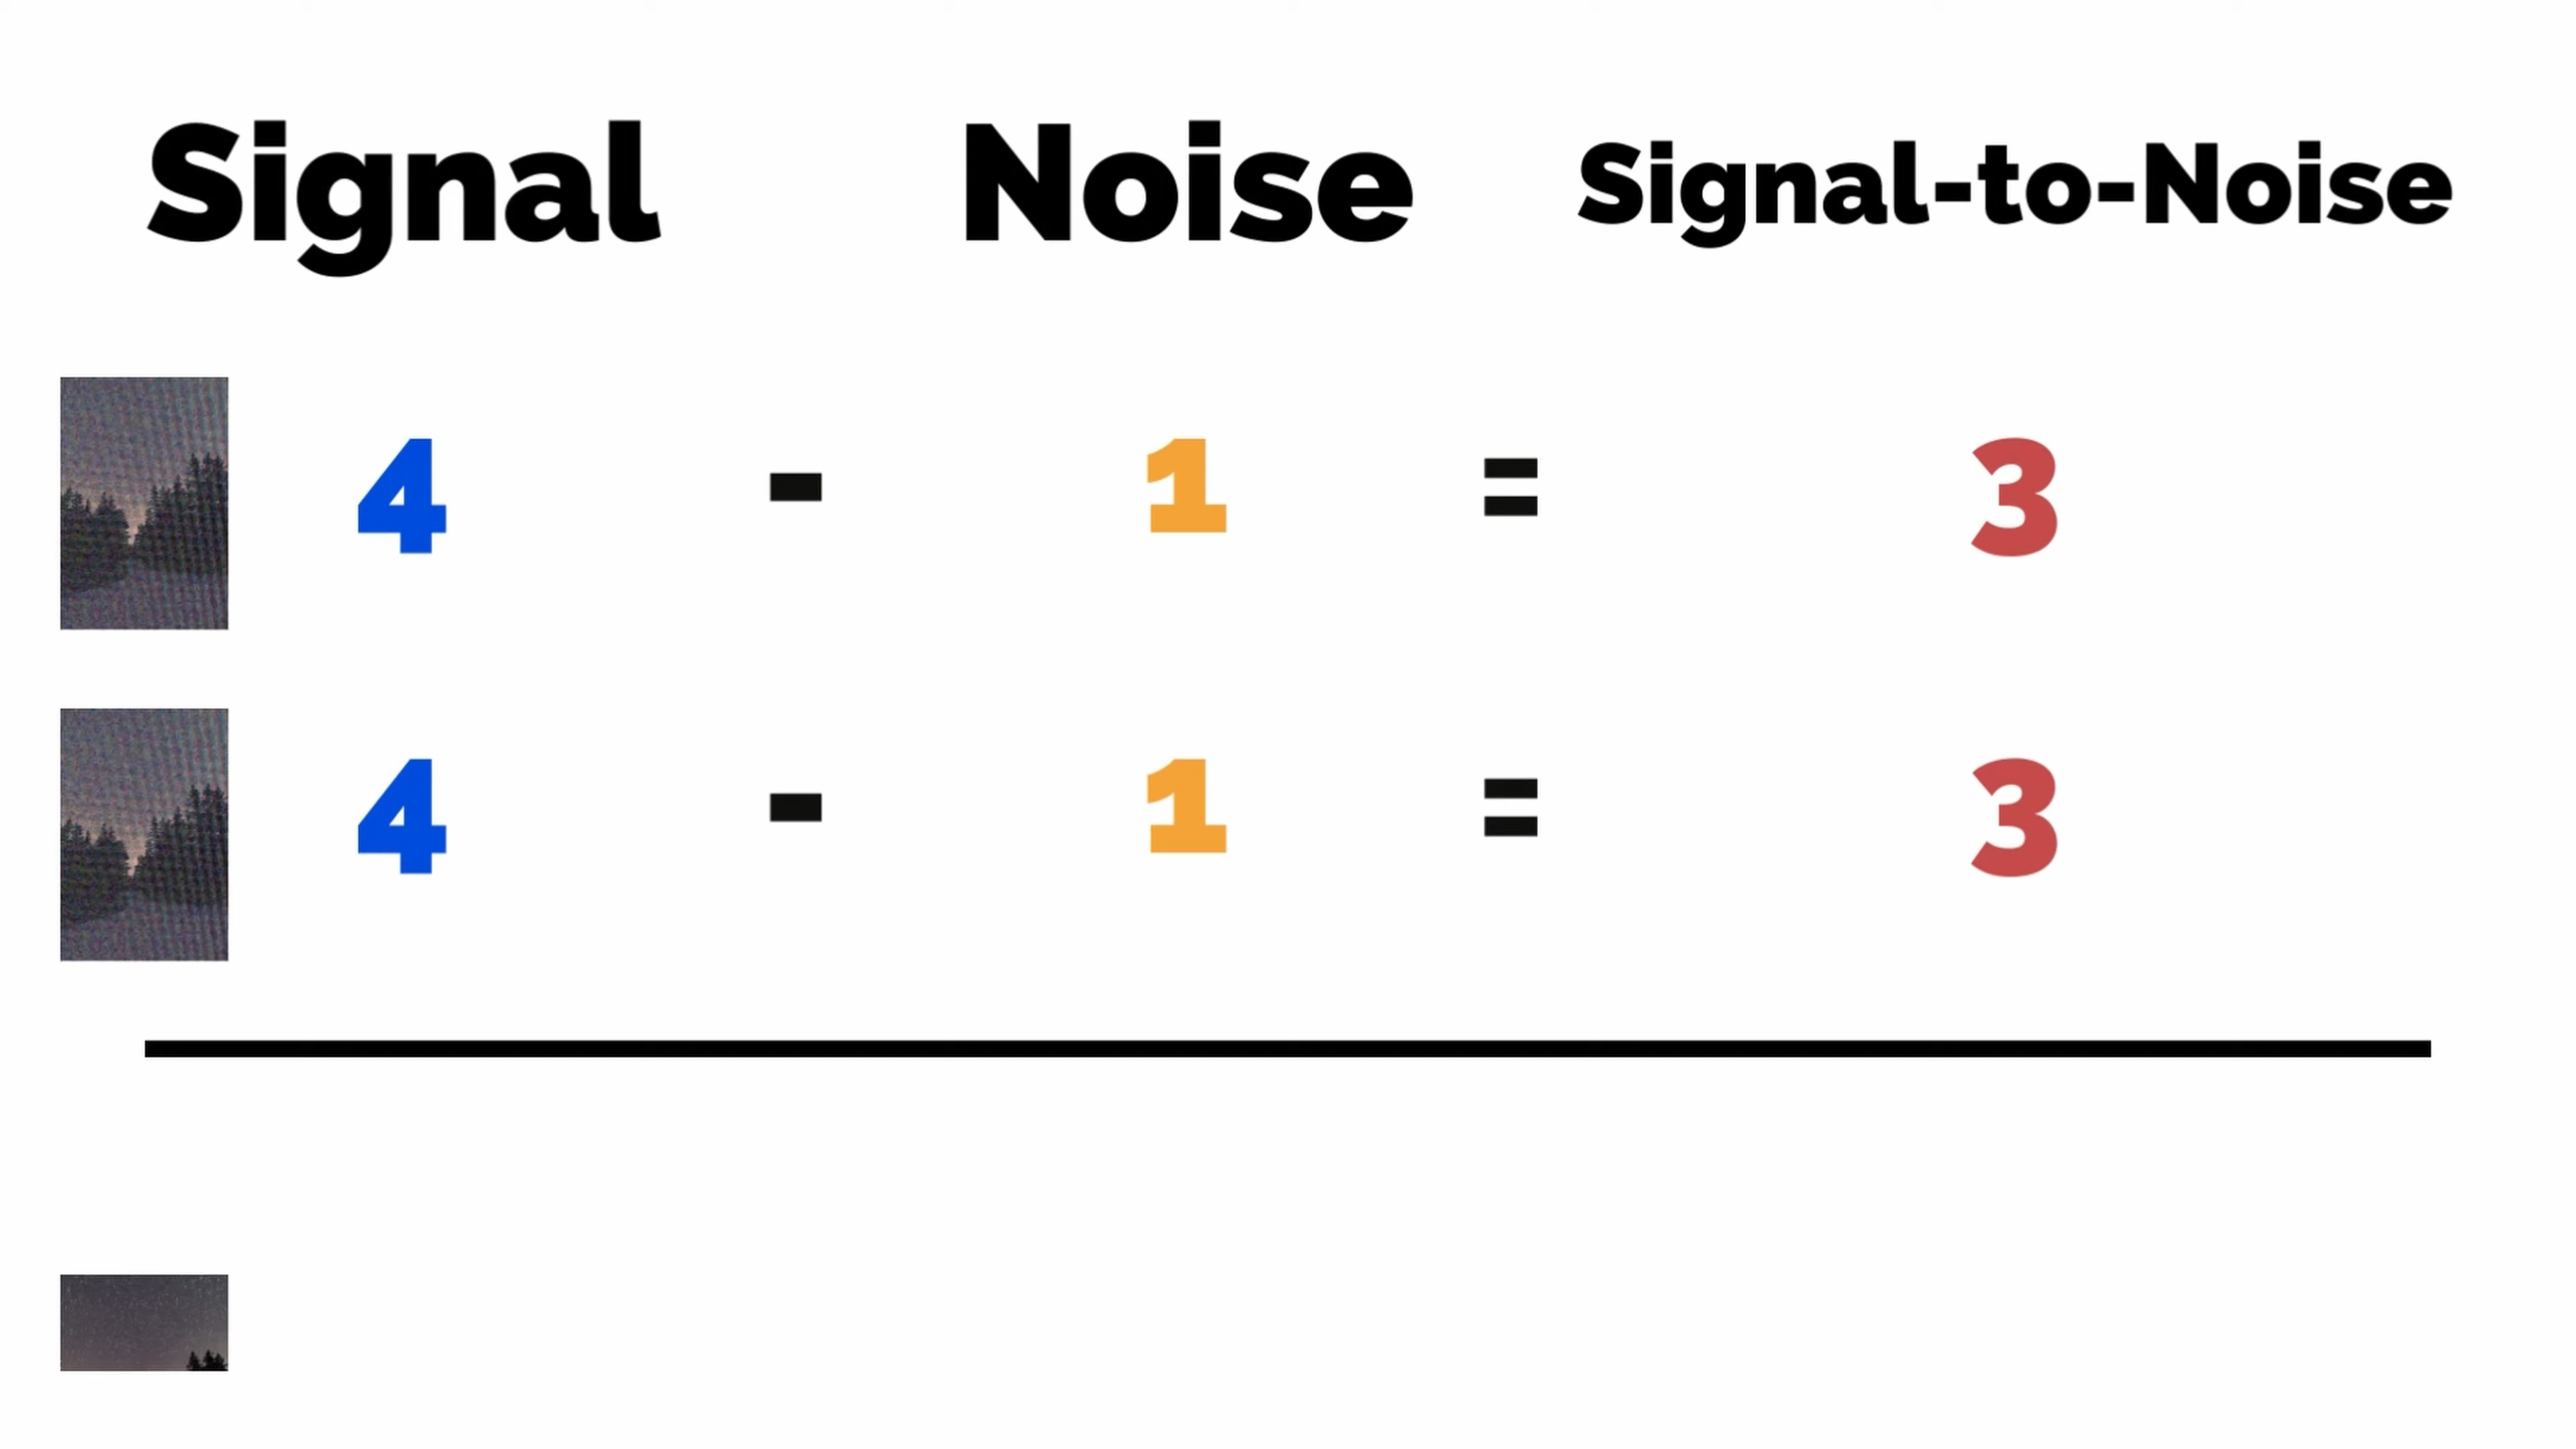 Signal Noise Signal-to-Noise
4 - 1 = 3
4 - 1 = 3